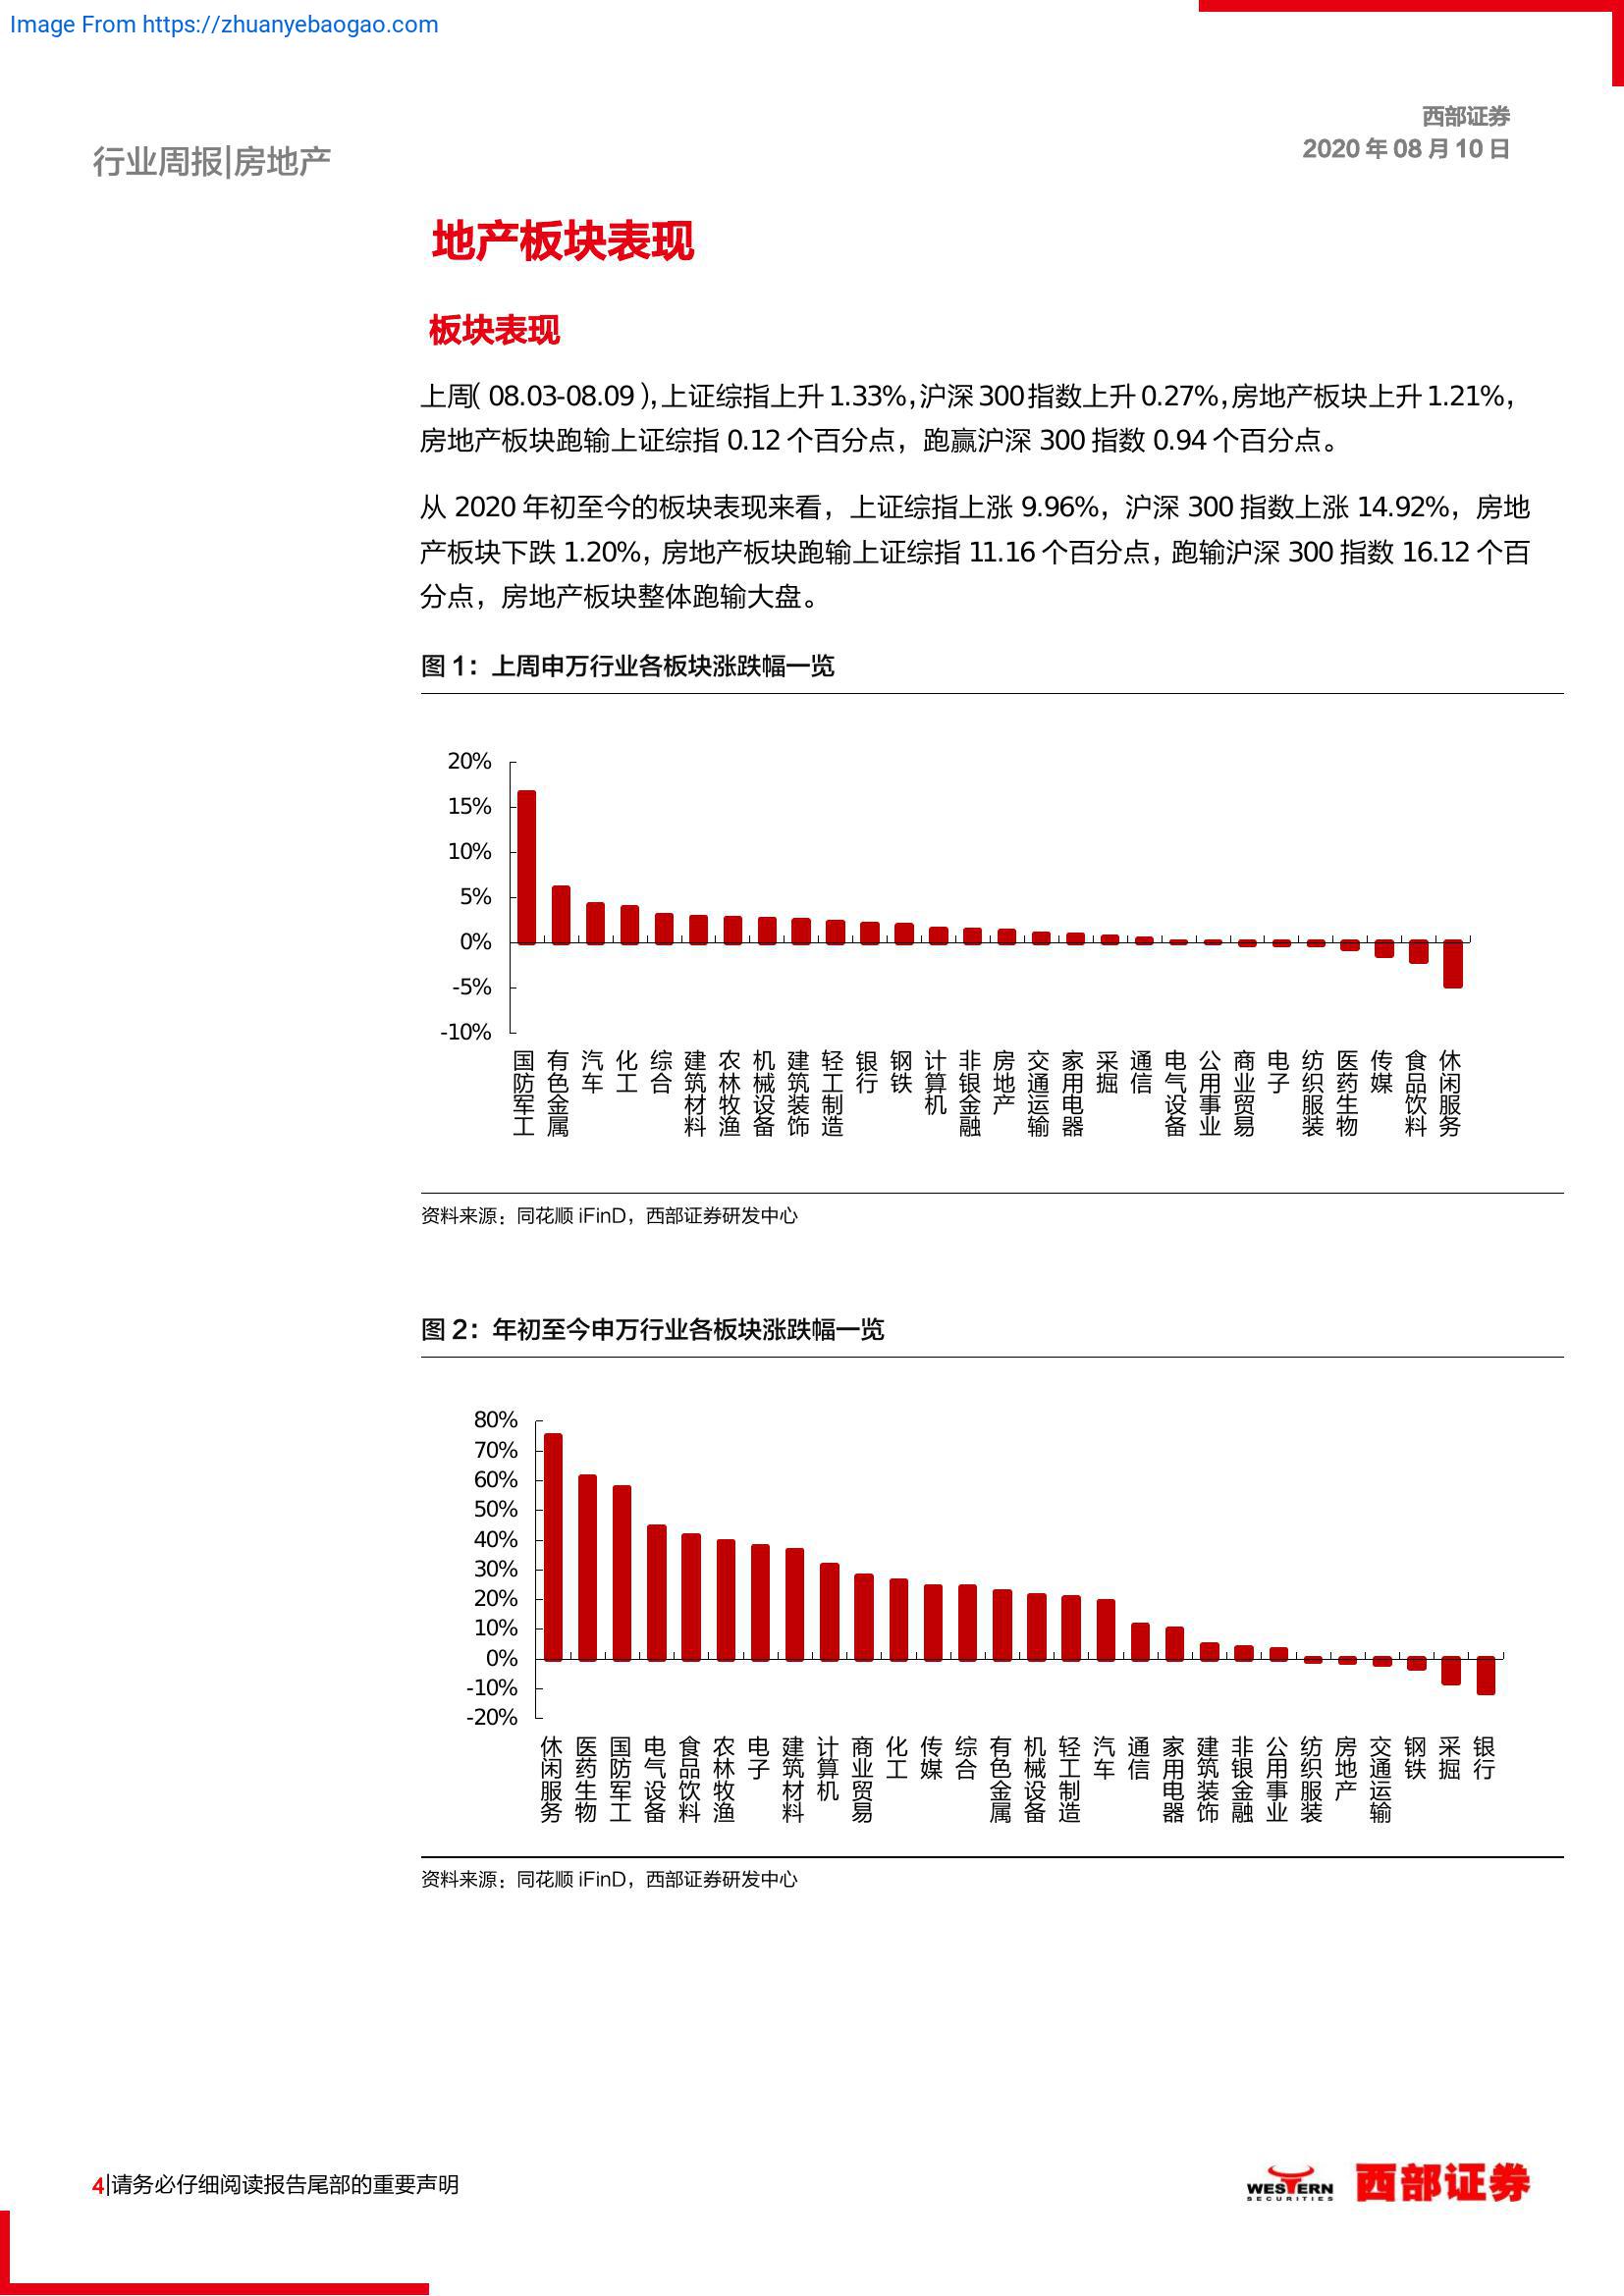 Image From https://zhuanyebaogao.com
西部证券
2020 年 08 月 10 日
行业周报|房地产
地产板块表现
板块表现
上周( 08.03-08.09 )，上证综指上升 1.33%，沪深 300 指数上升 0.27%，房地产板块上升 1.21%，
房地产板块跑输上证综指 0.12 个百分点，跑赢沪深 300 指数 0.94 个百分点。
从 2020 年初至今的板块表现来看，上证综指上涨 9.96%，沪深 300 指数上涨 14.92%，房地
产板块下跌 1.20%，房地产板块跑输上证综指 11.16 个百分点，跑输沪深 300 指数 16.12 个百
分点，房地产板块整体跑输大盘。
图 1：上周申万行业各板块涨跌幅一览
20%
15%
10%
5%
0%
-5%
-10%
国防军工
有色金属
汽车
化工
综合
建筑材料
农林牧渔
机械设备
建筑装饰
轻工制造
银行
钢铁
计算机
非银金融
房地产
交通运输
家用电器
采掘
通信
电气设备
公用事业
商业贸易
电子
纺织服装
医药生物
传媒
食品饮料
休闲服务
资料来源：同花顺 iFinD，西部证券研发中心
图 2：年初至今申万行业各板块涨跌幅一览
80%
70%
60%
50%
40%
30%
20%
10%
0%
-10%
-20%
休闲服务
医药生物
国防军工
电气设备
食品饮料
农林牧渔
电子
建筑材料
计算机
商业贸易
化工
传媒
综合
有色金属
机械设备
轻工制造
汽车
通信
家用电器
建筑装饰
非银金融
公用事业
纺织服装
房地产
交通运输
钢铁
采掘
银行
资料来源：同花顺 iFinD，西部证券研发中心
4|请务必仔细阅读报告尾部的重要声明
WESTERN
SECURITIES
西部证券